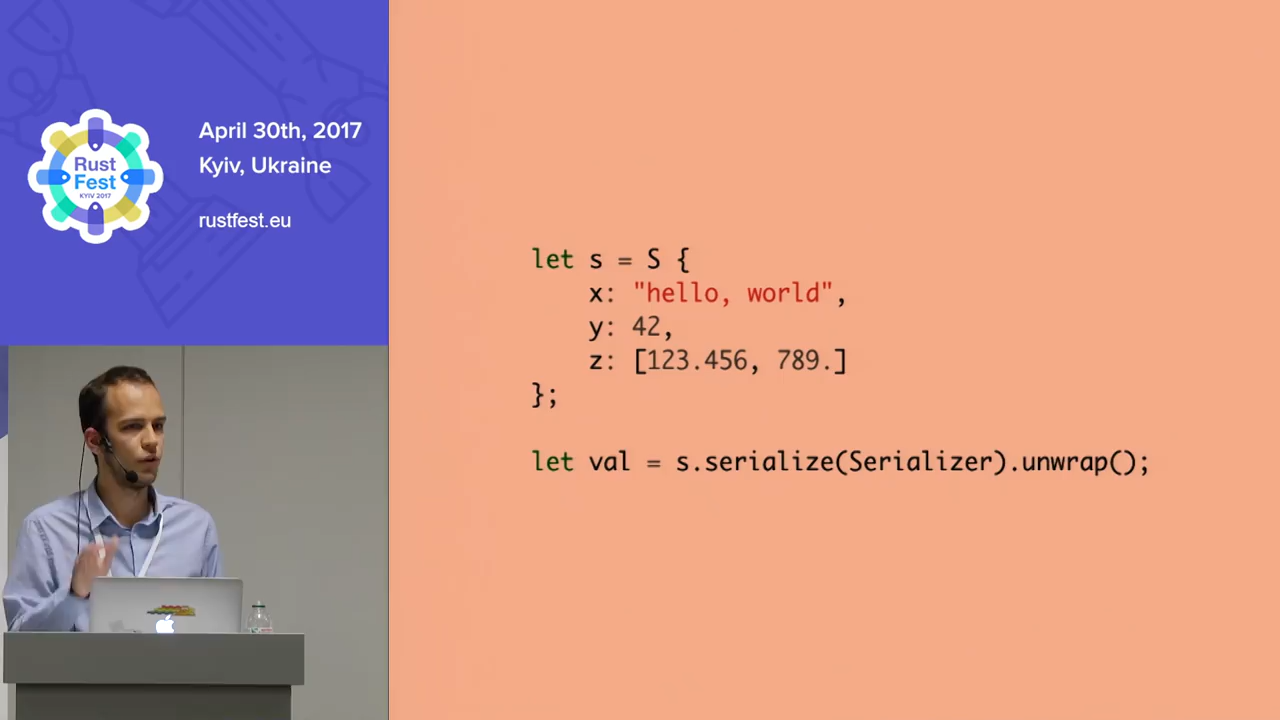 Rust
Fest
KYIV 2017
April 30th, 2017
Kyiv, Ukraine
rustfest.eu
let s = S {
    x: "hello, world",
    y: 42,
    z: [123.456, 789.]
};
let val = s.serialize(Serializer).unwrap();